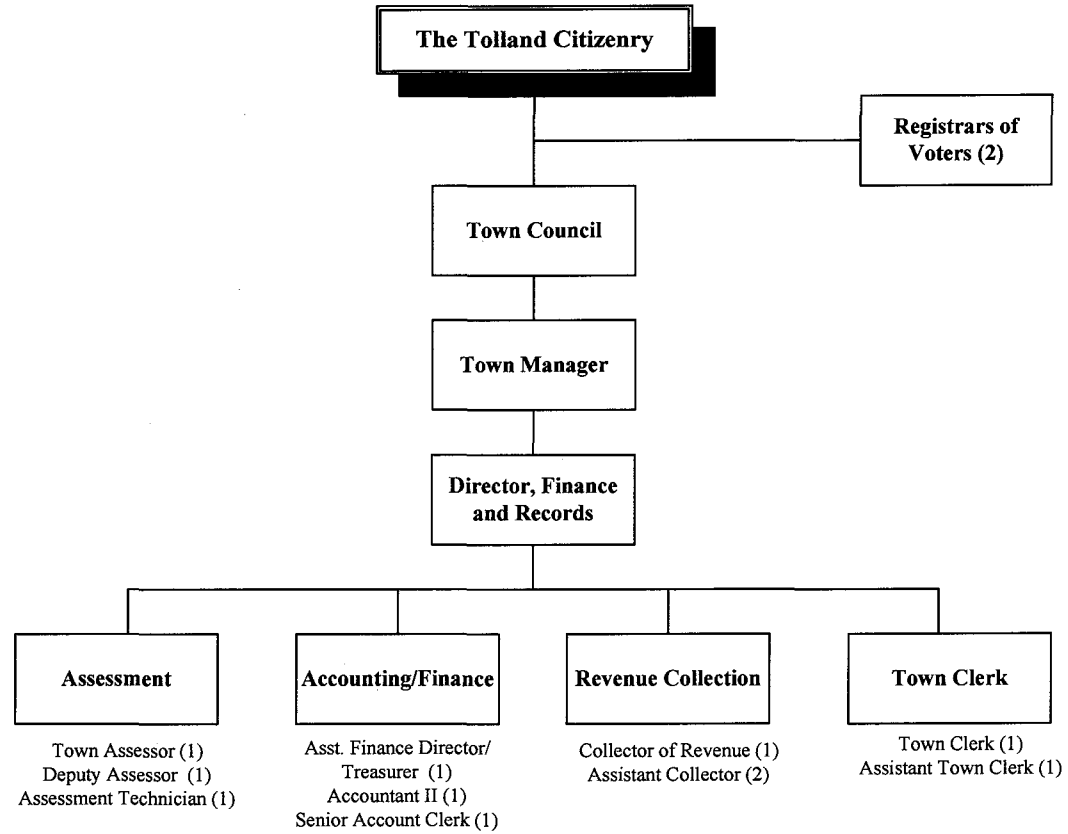 The Tolland Citizenry
Registrars of
Voters (2)
Town Council
Town Manager
Director, Finance
and Records
Assessment
Town Assessor (1)
Deputy Assessor (1)
Assessment Technician (1)
Accounting/Finance
Asst. Finance Director/
Treasurer (1)
Accountant II (1)
Senior Account Clerk (1)
Revenue Collection
Collector of Revenue (1)
Assistant Collector (2)
Town Clerk
Town Clerk (1)
Assistant Town Clerk (1)